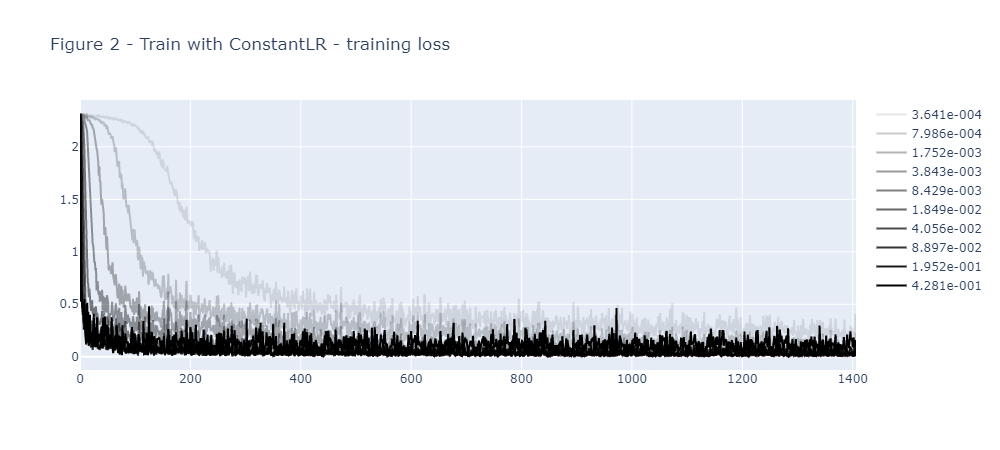 Figure 2 - Train with ConstantLR - training loss
2
1.5
1
0.5
0
0 200 400 600 800 1000 1200 1400
3.641e-004
7.986e-004
1.752e-003
3.843e-003
8.429e-003
1.849e-002
4.056e-002
8.897e-002
1.952e-001
4.281e-001